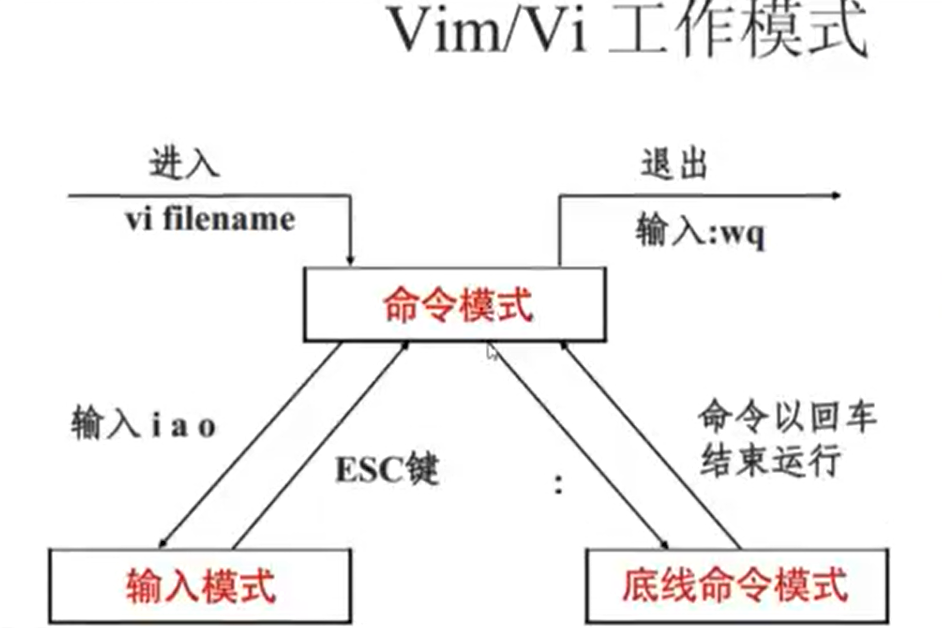 Vim/Vi 工作模式
进入
vi filename
退出
输入:wq
命令模式
输入 i a o
ESC键
:
命令以回车
结束运行
输入模式
底线命令模式